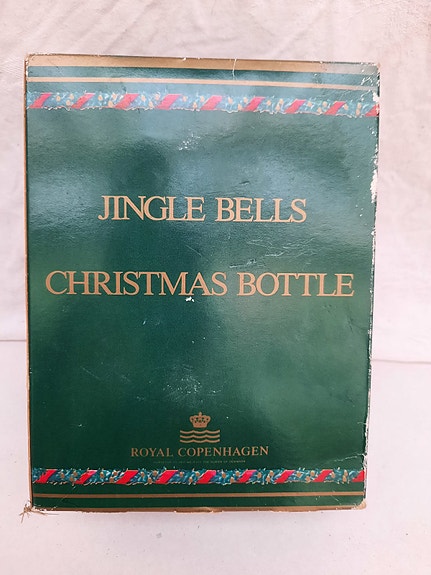 JINGLE BELLS
CHRISTMAS BOTTLE
ROYAL COPENHAGEN